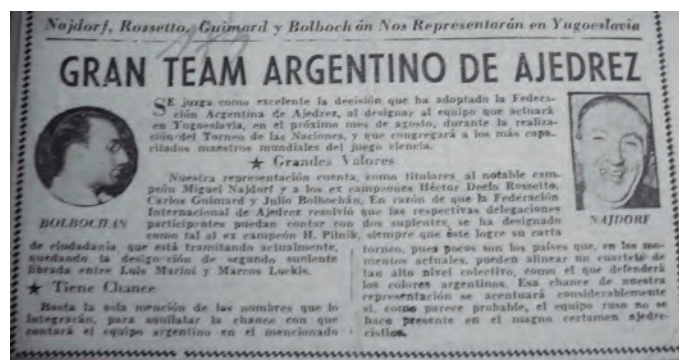 Najdorf, Rossetto, Guimard y Bolbochán Nos Representarán en Yugoeslavia
GRAN TEAM ARGENTINO DE AJEDREZ
SE juzga como excelente la decisión que ha adoptado la Federa-
ción Argentina de Ajedrez, al designar al equipo que actuará
en Yugoeslavia, en el próximo mes de agosto, durante la realiza-
ción del Torneo de las Naciones, y que congregará a los más capa-
citados maestros mundiales del juego ciencia.
★ Grandes Valores
Nuestra representación cuenta, como titulares, al notable cam-
peón Miguel Najdorf y a los ex campeones Héctor Decio Rossetto,
Carlos Guimard y Julio Bolbochán. En razón de que la Federación
Internacional de Ajedrez resolvió que las respectivas delegaciones
participantes puedan contar con dos suplentes, se ha designado
como tal al ex campeón H. Pilnik, siempre que éste logre su carta
BOLBOCHAN
NAJDORF
de ciudadanía, que está tramitando actualmente,
quedando la designación de segundo suplente
librada entre Luis Marini y Marcos Luckis.
★ Tiene Chance
Basta la sola mención de los nombres que lo
integrarán, para aquilatar la chance con que
contará el equipo argentino en el mencionado
torneo, pues pocos son los países que, en los mo-
mentos actuales, pueden alinear un cuarteto de
tan alto nivel colectivo, como el que defenderá
los colores argentinos. Esa chance de nuestra
representación se acentuará considerablemente
si, como parece probable, el equipo ruso no se
hace presente en el magno certamen ajedre-
cístico.